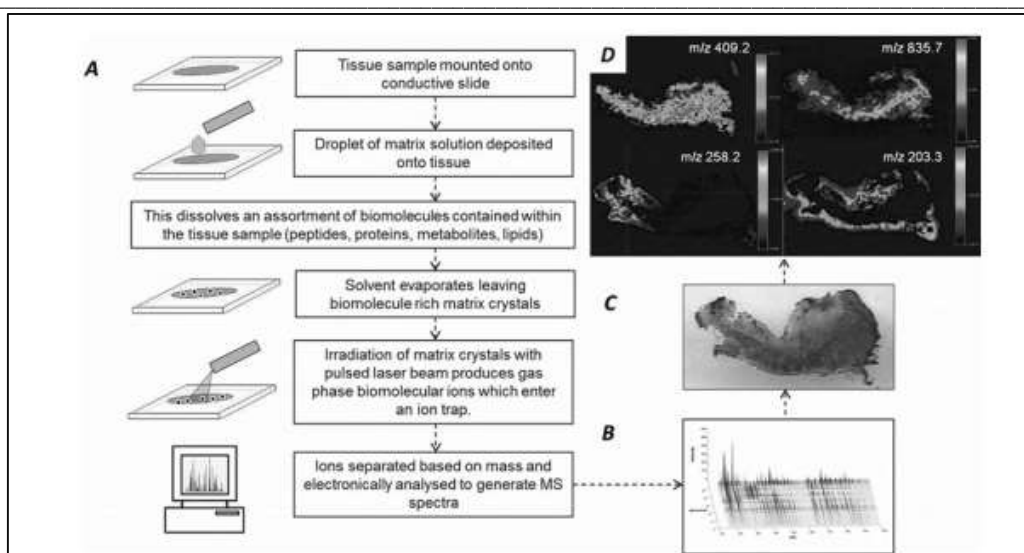 A
Tissue sample mounted onto
conductive slide
Droplet of matrix solution deposited
onto tissue
This dissolves an assortment of biomolecules contained within
the tissue sample (peptides, proteins, metabolites, lipids)
Solvent evaporates leaving
biomolecule rich matrix crystals
Irradiation of matrix crystals with
pulsed laser beam produces gas
phase biomolecular ions which enter
an ion trap.
Ions separated based on mass and
electronically analysed to generate MS
spectra
B
C
D
m/z 409.2
m/z 835.7
m/z 258.2
m/z 203.3